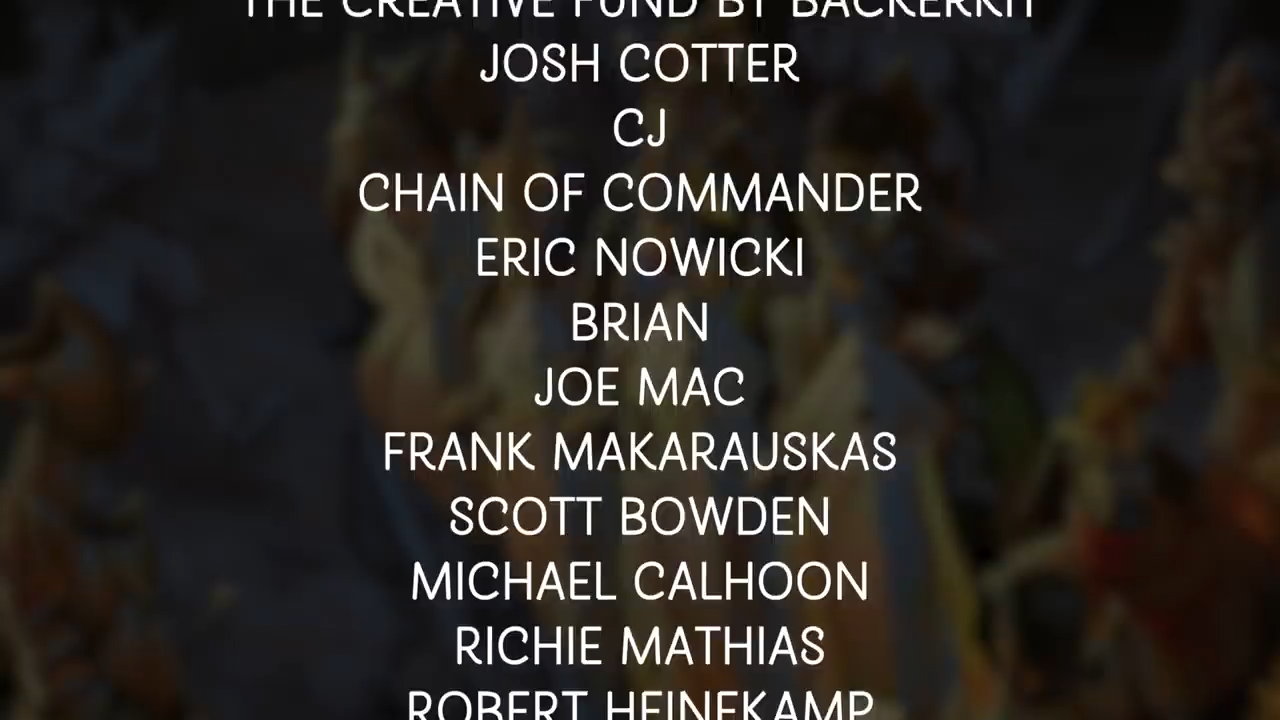 THE CREATIVE FUND BY BACKERKIT
JOSH COTTER
CJ
CHAIN OF COMMANDER
ERIC NOWICKI
BRIAN
JOE MAC
FRANK MAKARAUSKAS
SCOTT BOWDEN
MICHAEL CALHOON
RICHIE MATHIAS
ROBERT HEINEKAMP